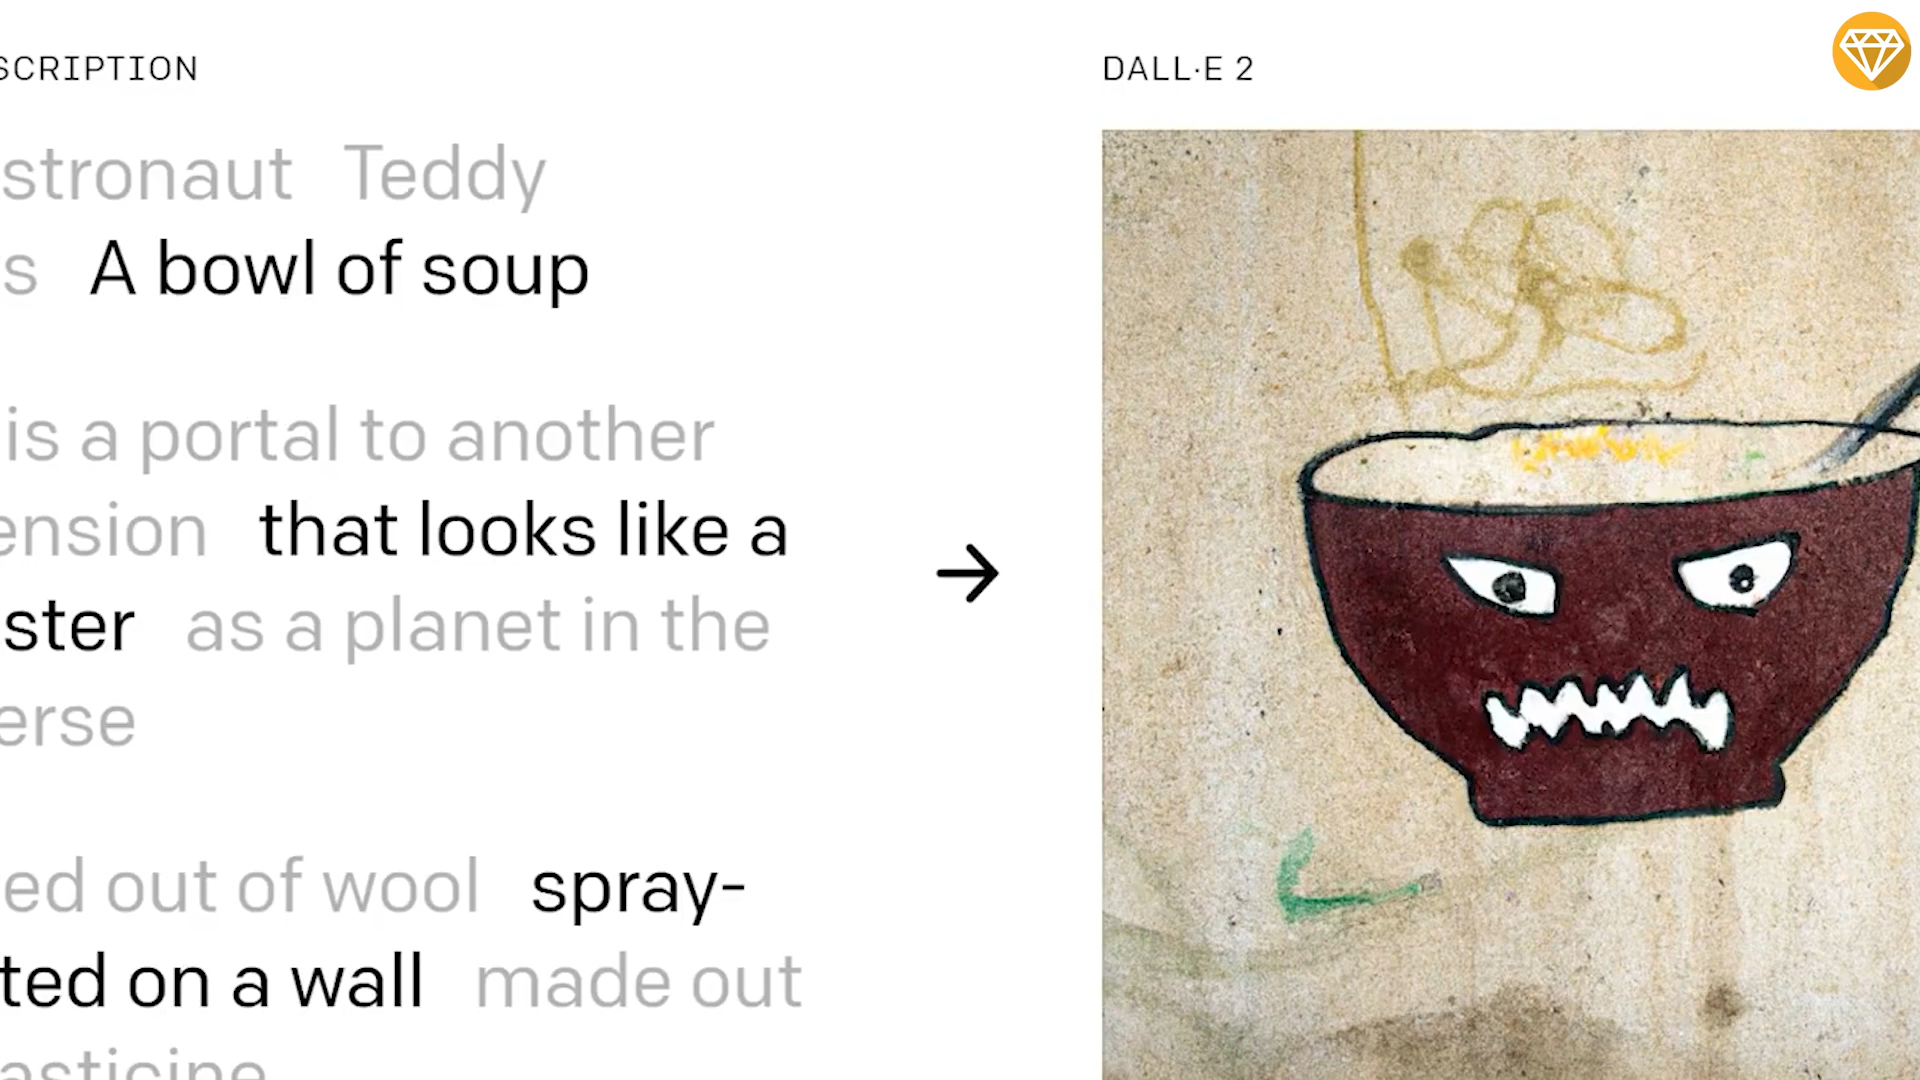 SCRIPTION
stronaut Teddy
s A bowl of soup
is a portal to another
ension that looks like a
ster as a planet in the
erse
ed out of wool spray-
ted on a wall made out
asticine
DALL·E 2